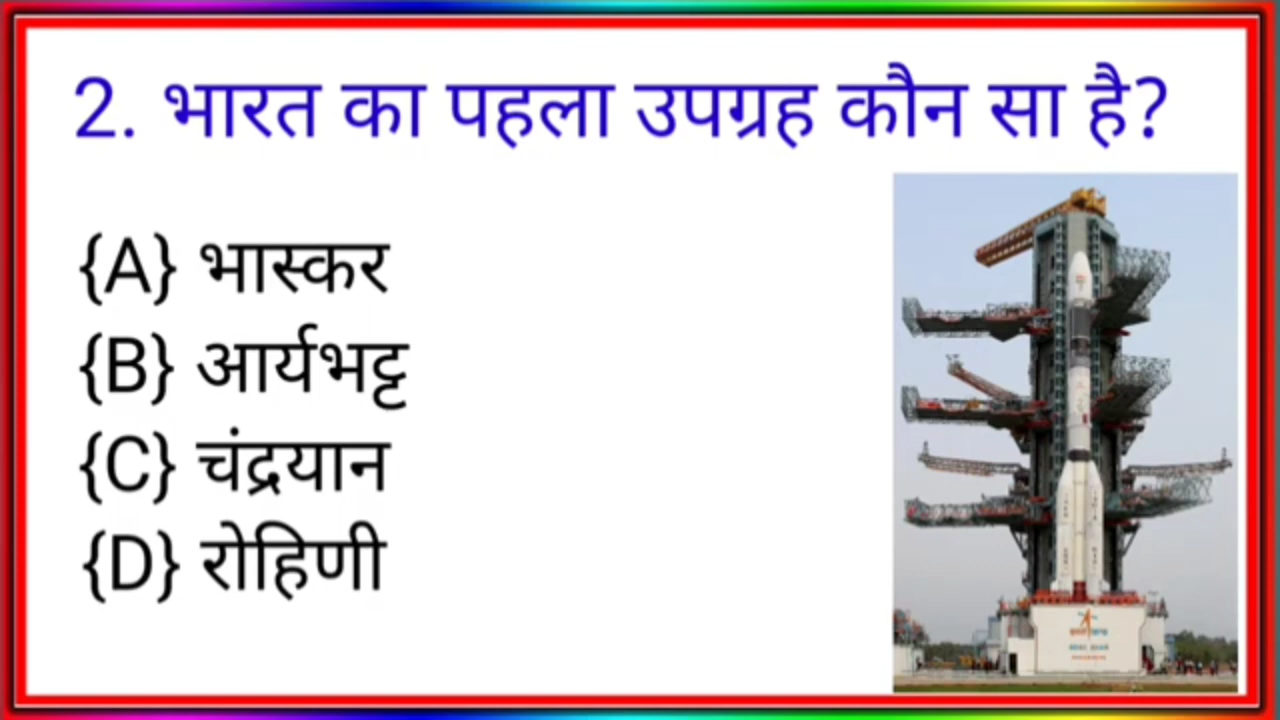 2. भारत का पहला उपग्रह कौन सा है?
{A} भास्कर
{B} आर्यभट्ट
{C} चंद्रयान
{D} रोहिणी